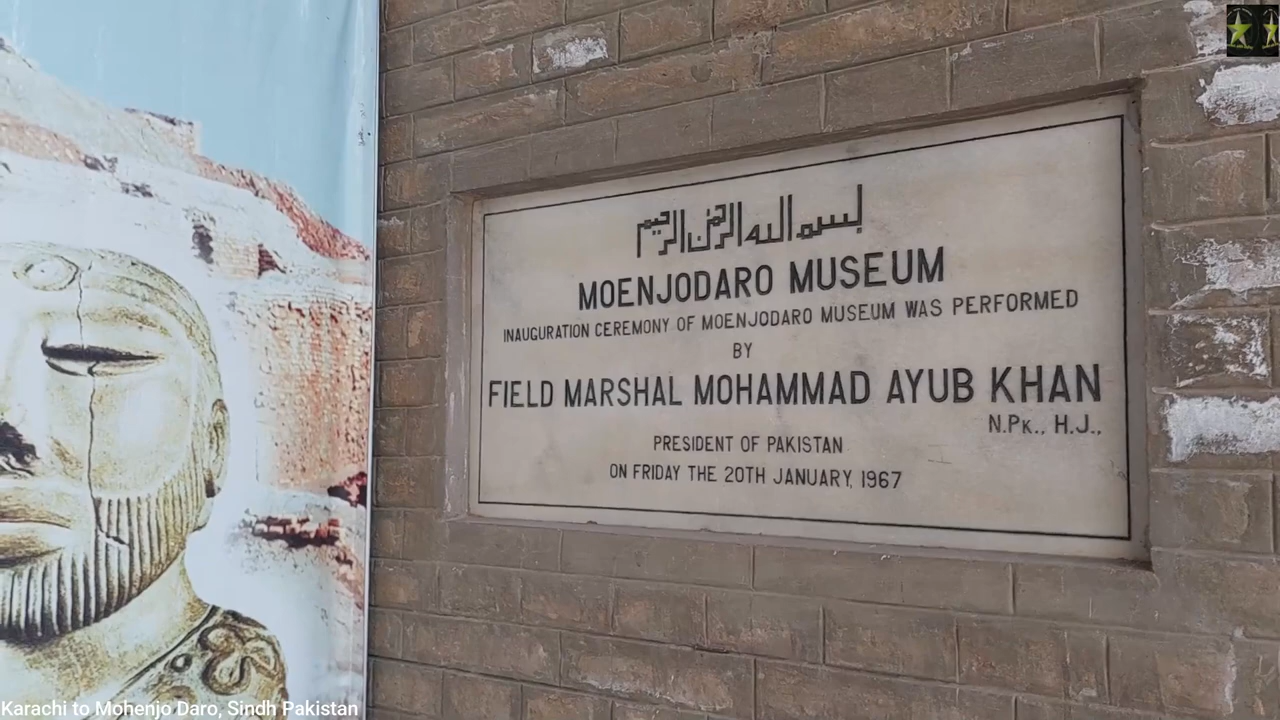 بسم الله الرحمن الرحيم
MOENJODARO MUSEUM
INAUGURATION CEREMONY OF MOENJODARO MUSEUM WAS PERFORMED
BY
FIELD MARSHAL MOHAMMAD AYUB KHAN
N.PK., H.J.,
PRESIDENT OF PAKISTAN
ON FRIDAY THE 20TH JANUARY, 1967
Karachi to Mohenjo Daro, Sindh Pakistan